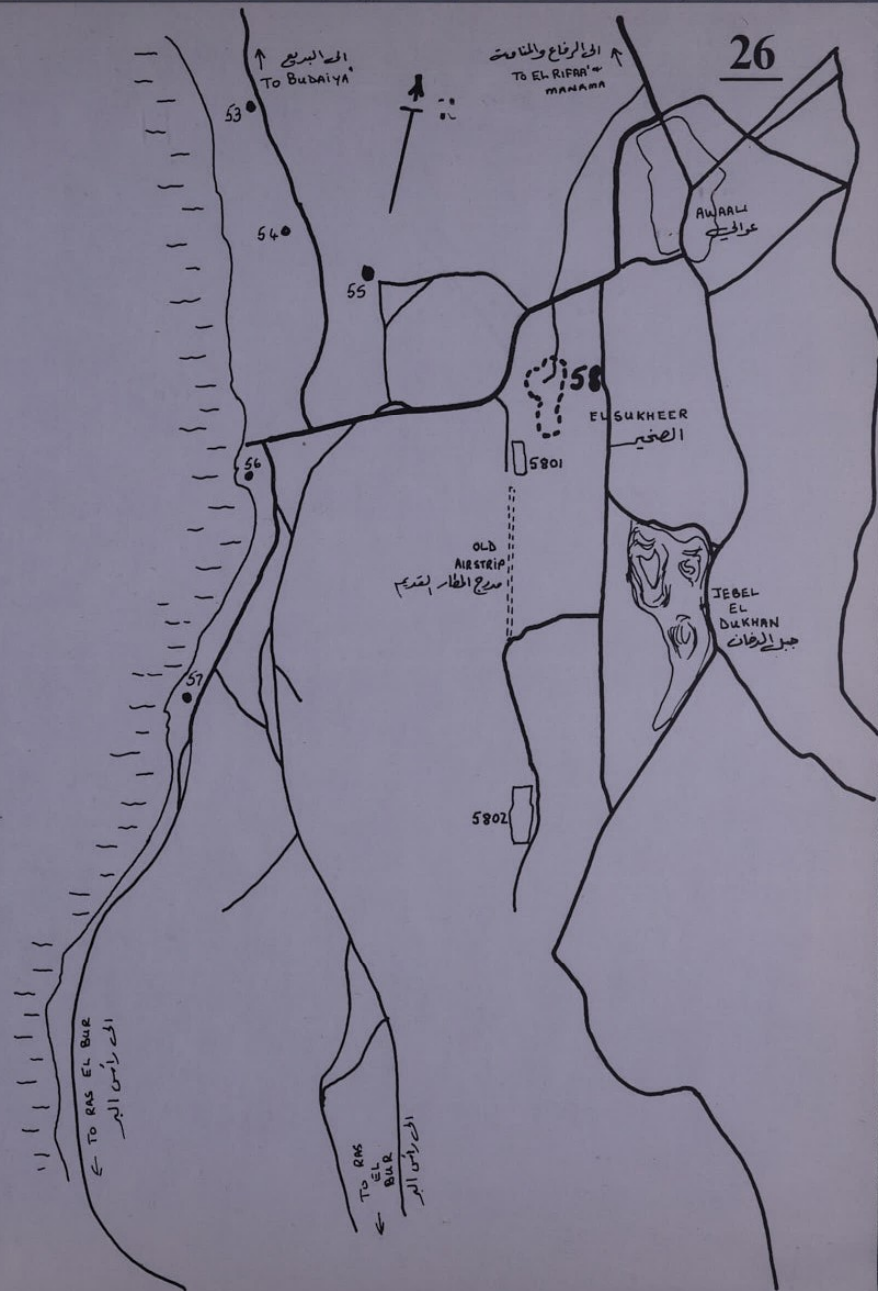 26
الى البديع
TO BUDAIYA'
الى الرفاع والمنامة
TO EL RIFAA' &
MANAMA
53
54
55
AWAALI
عوالي
58
EL SUKHEER
الصخير
56
5801
OLD
AIRSTRIP
مدرج المطار القديم
JEBEL
EL
DUKHAN
جبل الدخان
57
5802
← TO RAS EL BUR
الى رأس البر
← TO RAS
EL
BUR
الى رأس البر